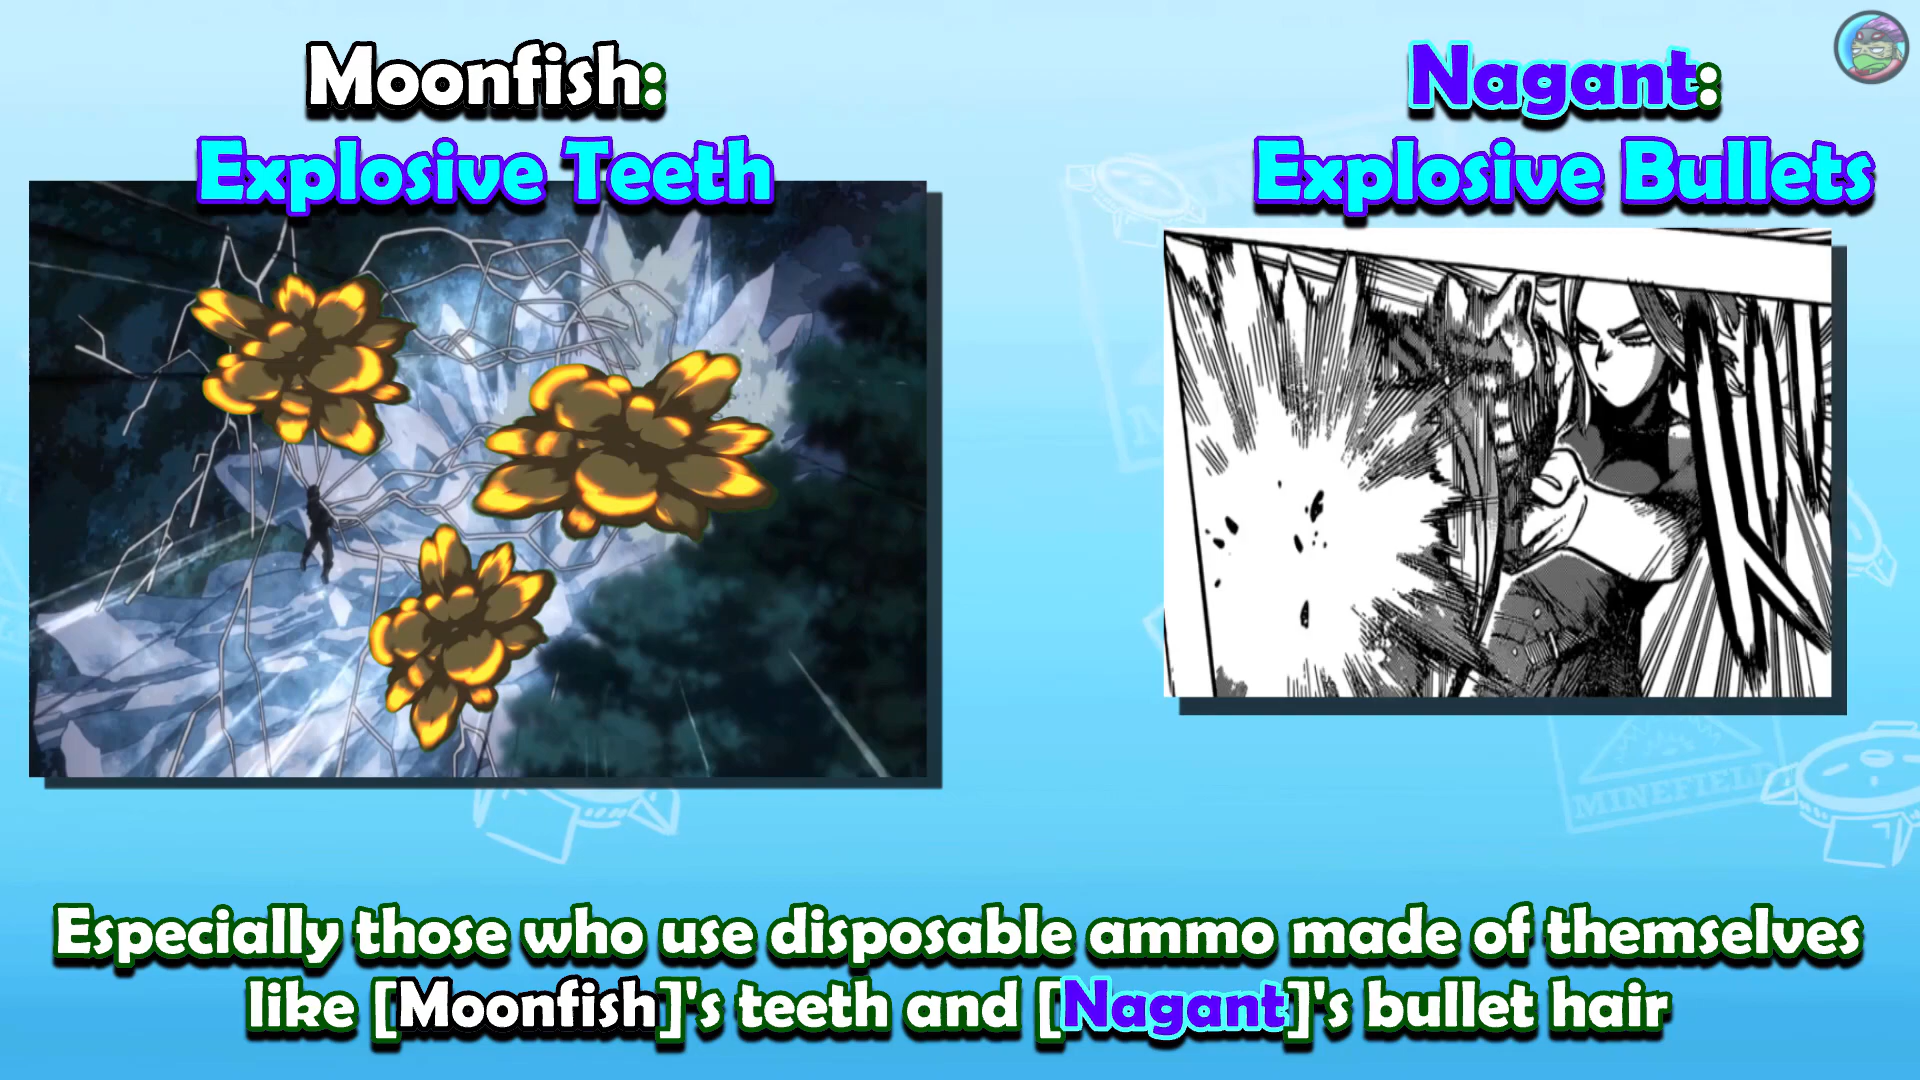 Moonfish:
Explosive Teeth
Nagant:
Explosive Bullets
MINEFIELD
Especially those who use disposable ammo made of themselves
like [Moonfish]'s teeth and [Nagant]'s bullet hair